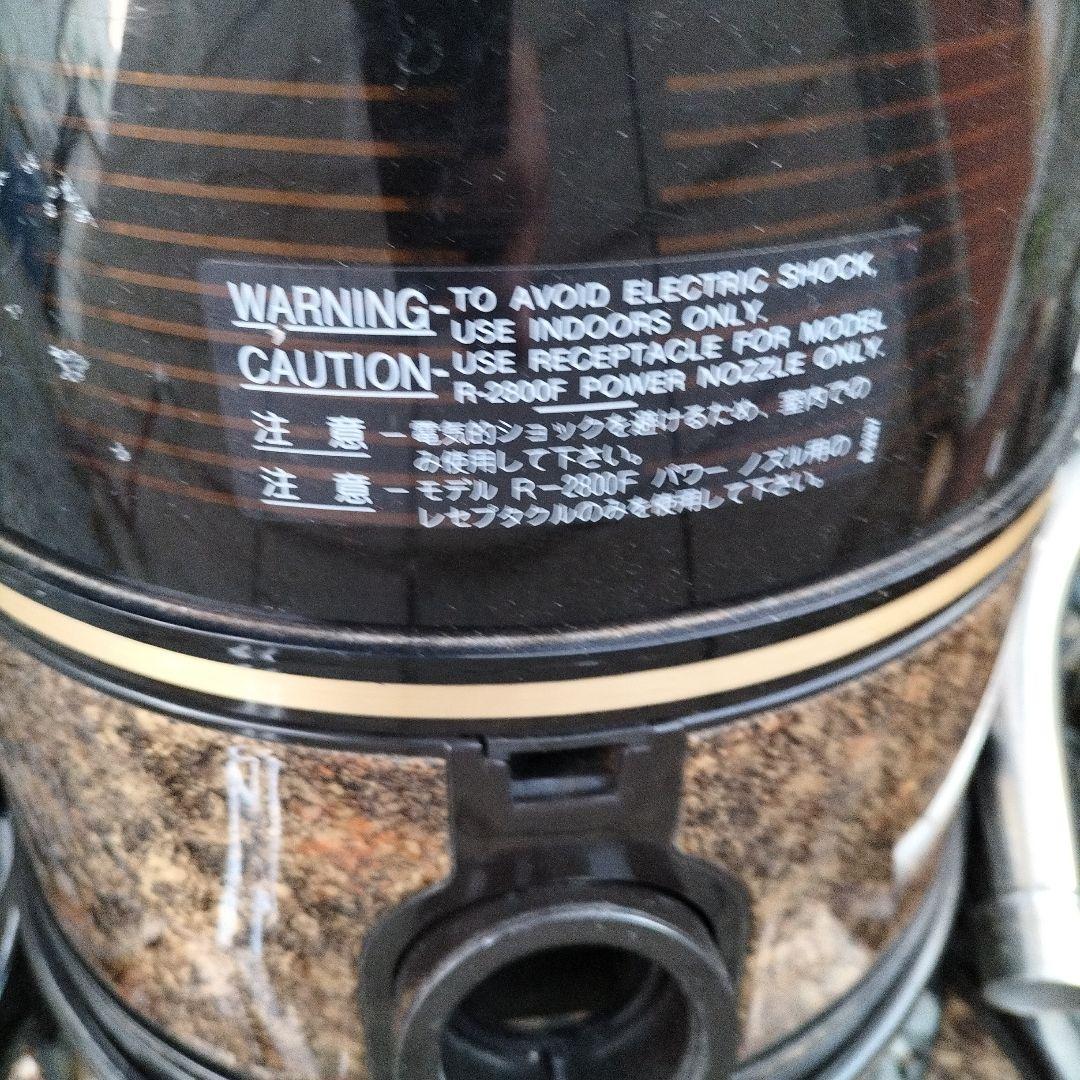 WARNING-TO AVOID ELECTRIC SHOCK,
USE INDOORS ONLY.
CAUTION-USE RECEPTACLE FOR MODEL
R-2800F POWER NOZZLE ONLY.
注意-電気的ショックを避けるため、室内での
み使用して下さい。
注意-モデル R-2800F パワー ノズル用の
レセプタクルのみを使用して下さい。